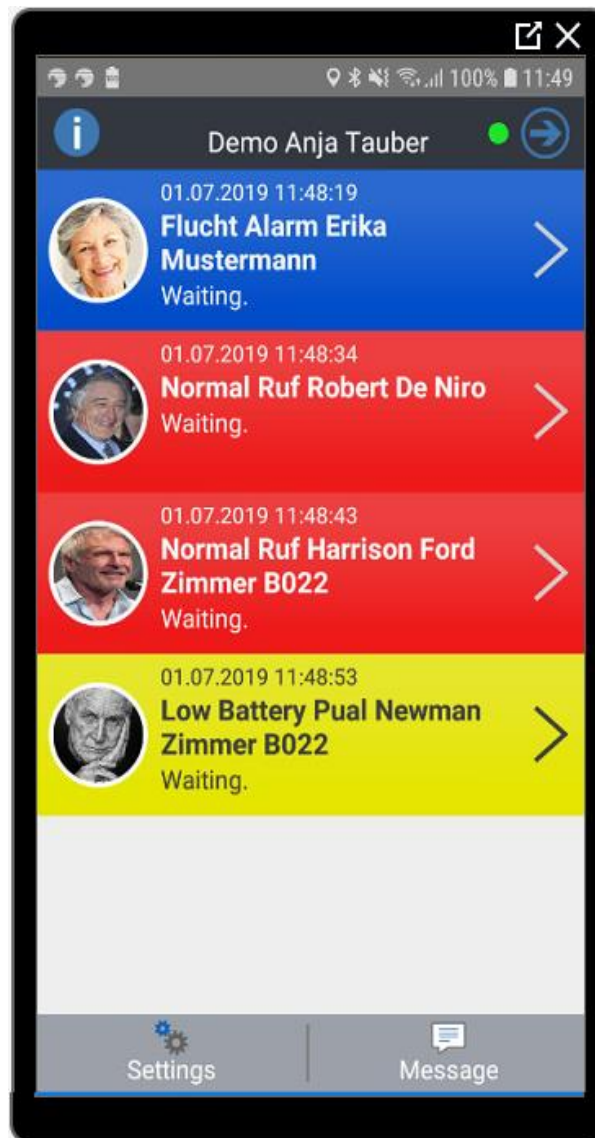 100% 11:49
i
Demo Anja Tauber
01.07.2019 11:48:19
Flucht Alarm Erika
Mustermann
Waiting.
01.07.2019 11:48:34
Normal Ruf Robert De Niro
Waiting.
01.07.2019 11:48:43
Normal Ruf Harrison Ford
Zimmer B022
Waiting.
01.07.2019 11:48:53
Low Battery Pual Newman
Zimmer B022
Waiting.
Settings
Message